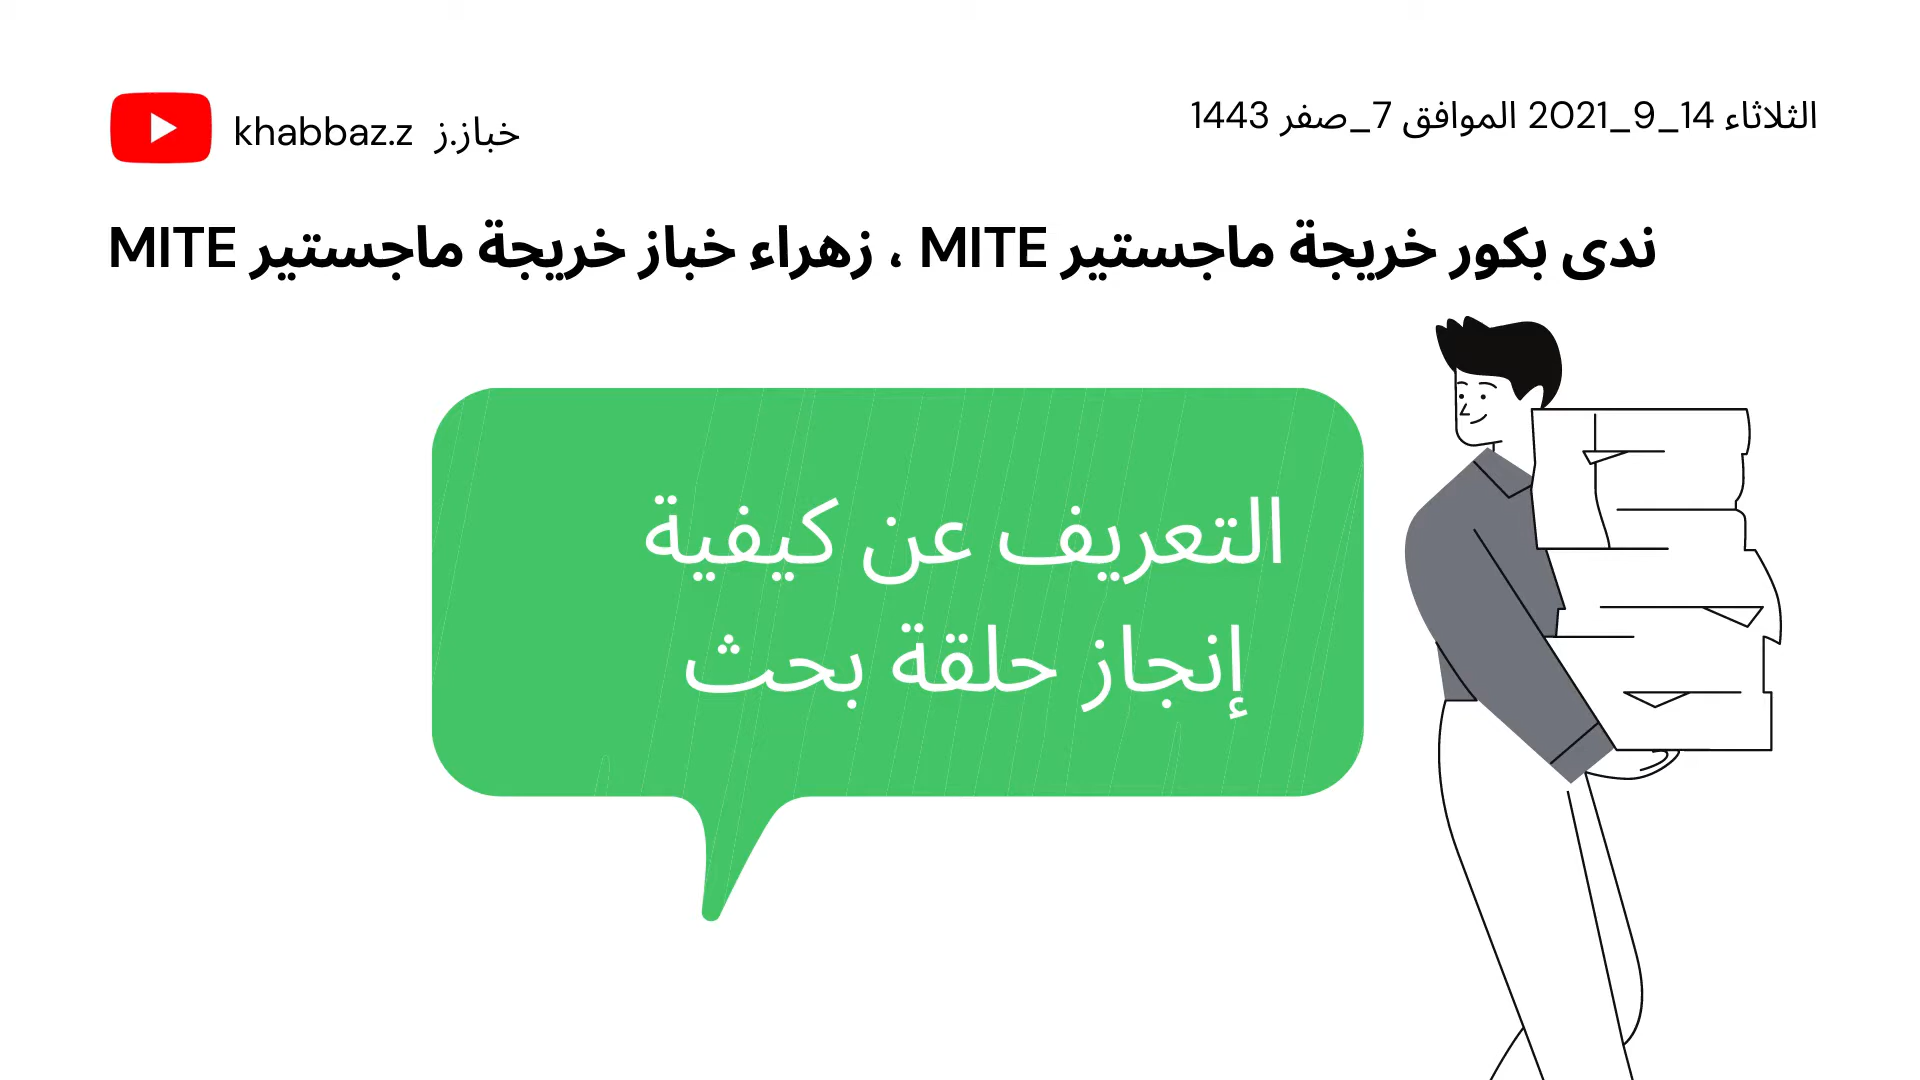 الثلاثاء 14_9_2021 الموافق 7_صفر 1443
khabbaz.z خباز.ز
ندى بكور خريجة ماجستير MITE ، زهراء خباز خريجة ماجستير MITE
التعريف عن كيفية
إنجاز حلقة بحث